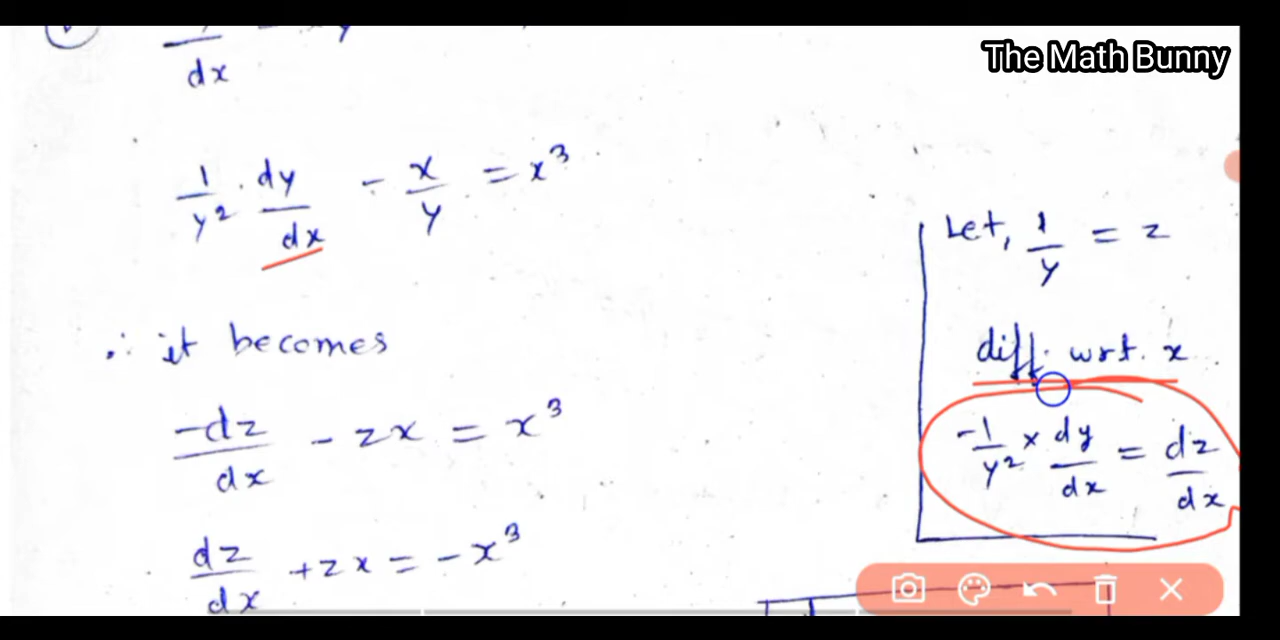 The Math Bunny
dx
1/y² · dy/dx - x/y = x³
Let, 1/y = z
∴ it becomes
diff. wrt. x
-dz/dx - zx = x³
-1/y² × dy/dx = dz/dx
dz/dx + zx = -x³